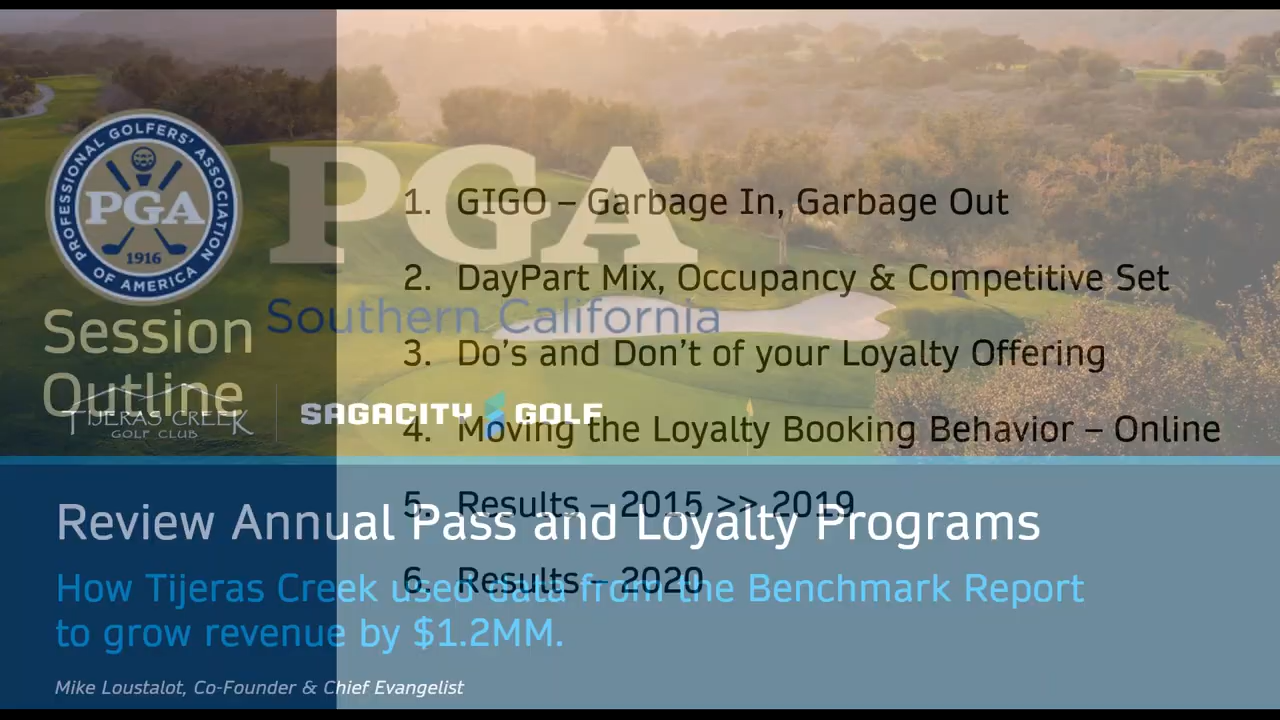 PROFESSIONAL GOLFERS' ASSOCIATION
PGA
1916
OF AMERICA
PGA
Southern California
TIJERAS CREEK
GOLF CLUB
SAGACITY GOLF
Review Annual Pass and Loyalty Programs
How Tijeras Creek used data from the Benchmark Report
to grow revenue by $1.2MM.
Mike Loustalot, Co-Founder & Chief Evangelist
Session
Outline
1. GIGO – Garbage In, Garbage Out
2. DayPart Mix, Occupancy & Competitive Set
3. Do's and Don't of your Loyalty Offering
4. Moving the Loyalty Booking Behavior – Online
5. Results – 2015 >> 2019
6. Results – 2020